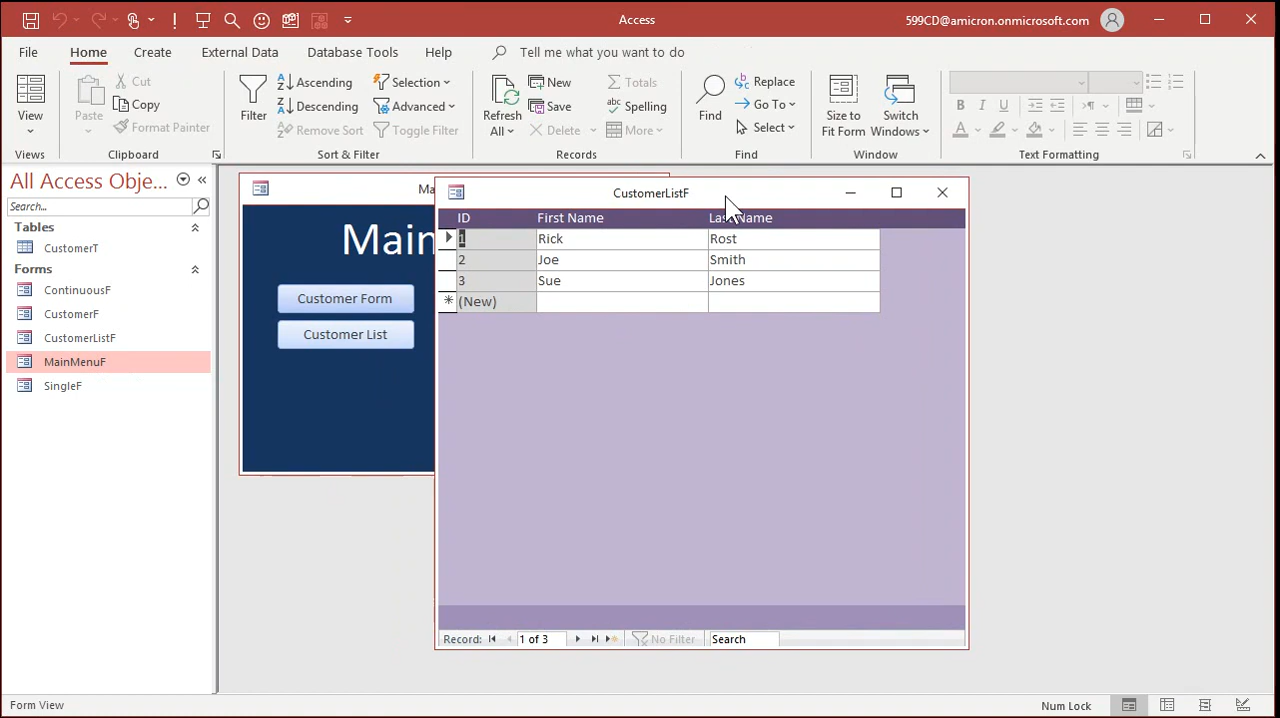 Access
599CD@amicron.onmicrosoft.com
File Home Create External Data Database Tools Help Tell me what you want to do
View
Views
Paste
Cut
Copy
Format Painter
Clipboard
Filter
Ascending
Descending
Remove Sort
Selection
Advanced
Toggle Filter
Sort & Filter
Refresh
All
New
Save
Delete
Totals
Spelling
More
Records
Find
Replace
Go To
Select
Find
Size to
Fit Form
Switch
Windows
Window
B I U
A
Text Formatting
All Access Obje...
Search...
Tables
CustomerT
Forms
ContinuousF
CustomerF
CustomerListF
MainMenuF
SingleF
Ma
Main
Customer Form
Customer List
CustomerListF
ID First Name Last Name
1 Rick Rost
2 Joe Smith
3 Sue Jones
(New)
Record: 1 of 3 No Filter Search
Form View
Num Lock